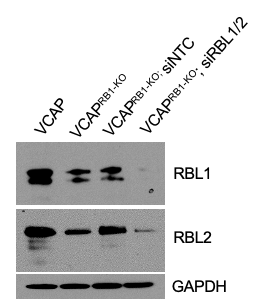 VCAP
VCAPRB1-KO
VCAPRB1-KO; siNTC
VCAPRB1-KO; siRBL1/2
RBL1
RBL2
GAPDH